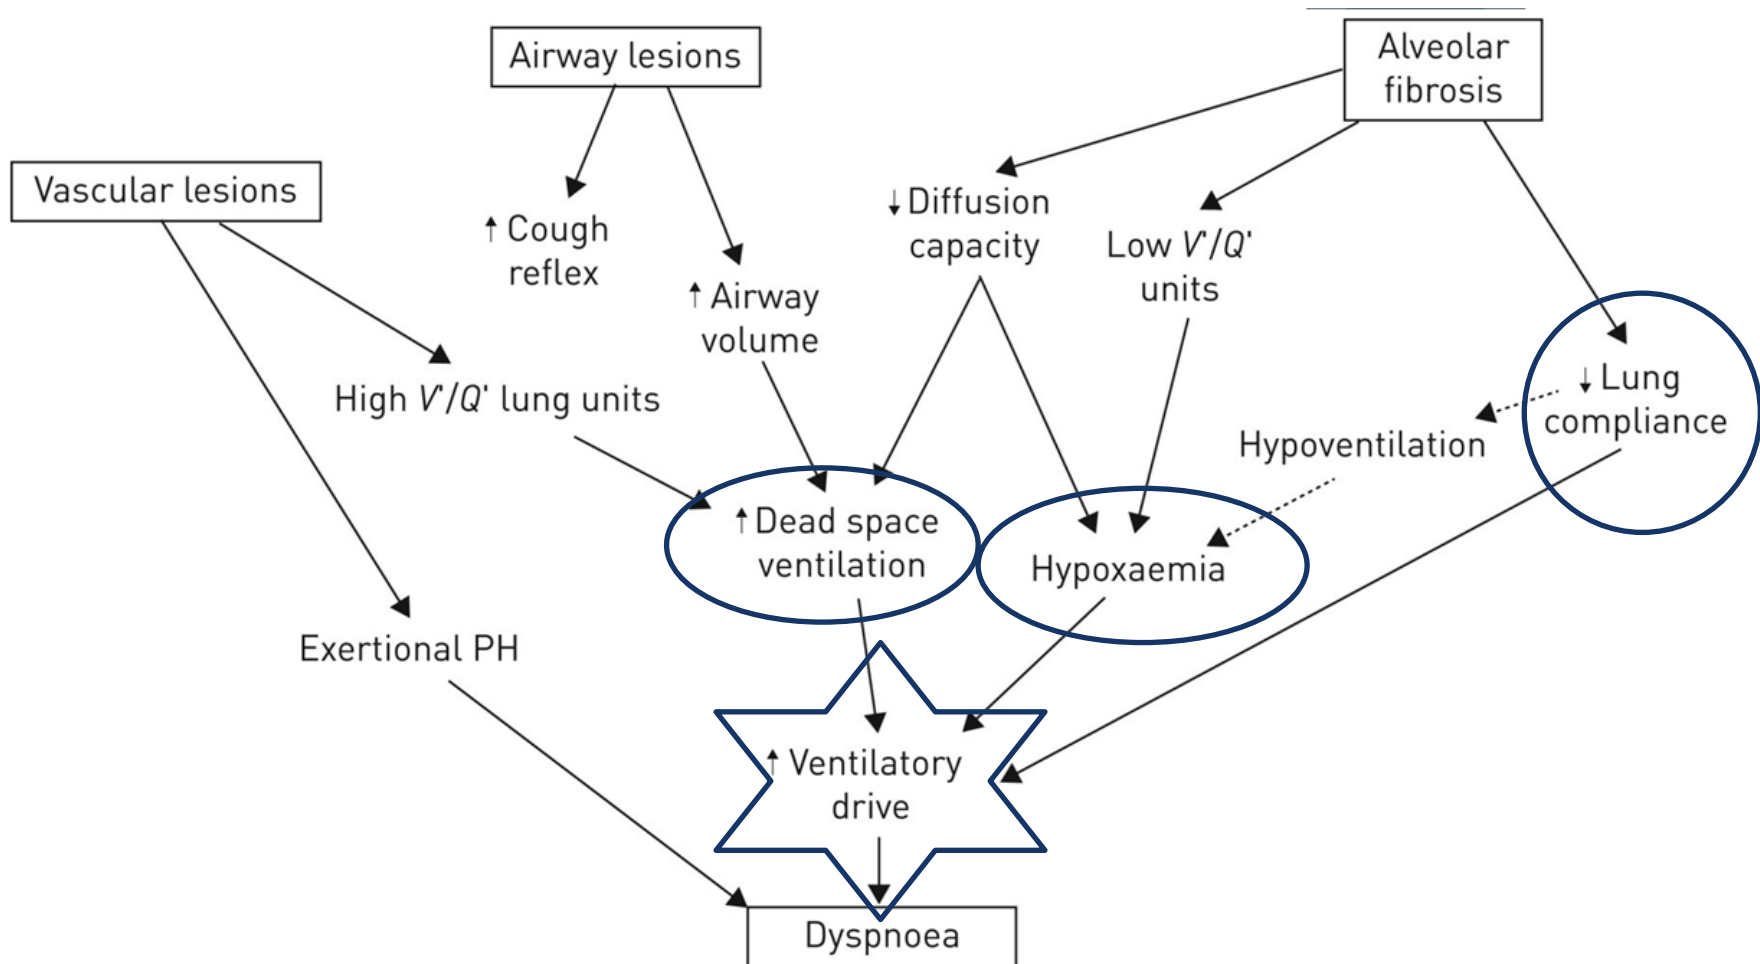 Airway lesions
Alveolar
fibrosis
Vascular lesions
↑ Cough
reflex
↓ Diffusion
capacity
Low V'/Q'
units
↑ Airway
volume
High V'/Q' lung units
↓ Lung
compliance
Hypoventilation
↑ Dead space
ventilation
Hypoxaemia
Exertional PH
↑ Ventilatory
drive
Dyspnoea